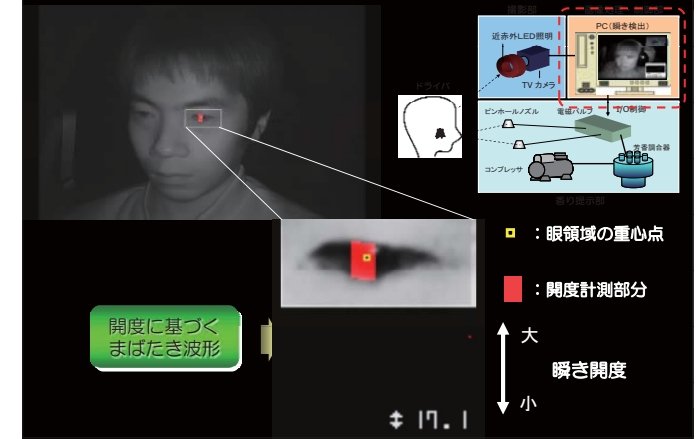 撮影部
PC(瞬き検出)
近赤外LED照明
TVカメラ
ドライバ
ピンホールノズル
電磁バルブ
I/O制御
芳香調合器
コンプレッサ
香り提示部
：眼領域の重心点
：開度計測部分
開度に基づく
まばたき波形
大
瞬き開度
小
17.1